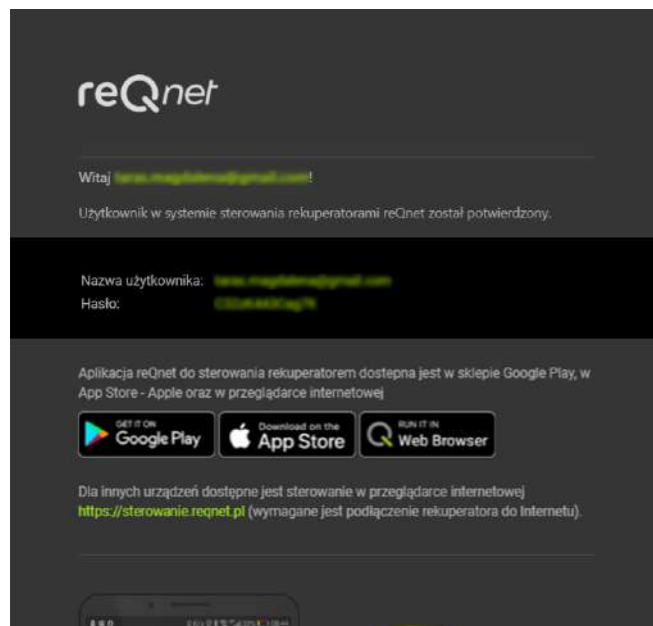 reQnet
Witaj !
Użytkownik w systemie sterowania rekuperatorami reQnet został potwierdzony.
Nazwa użytkownika:
Hasło:
Aplikacja reQnet do sterowania rekuperatorem dostępna jest w sklepie Google Play, w
App Store - Apple oraz w przeglądarce internetowej
GET IT ON
Google Play
Download on the
App Store
RUN IT IN
Web Browser
Dla innych urządzeń dostępne jest sterowanie w przeglądarce internetowej
https://sterowanie.reqnet.pl (wymagane jest podłączenie rekuperatora do Internetu).